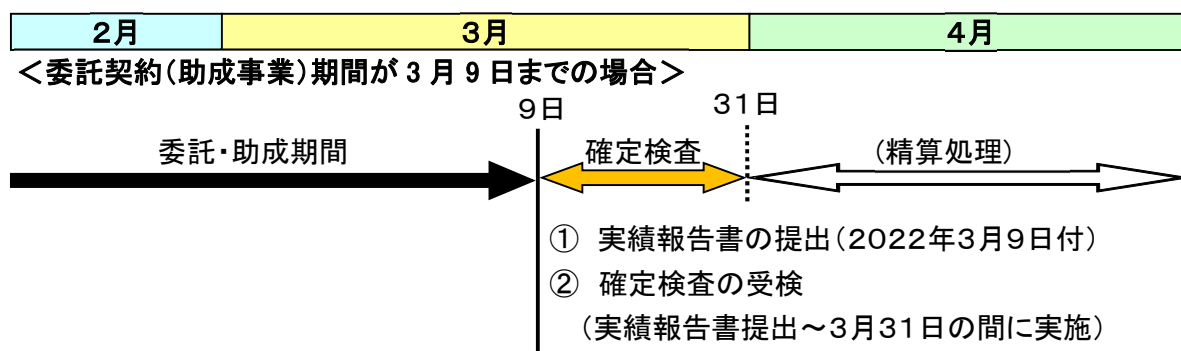 ２月 ３月 ４月
＜委託契約（助成事業）期間が３月９日までの場合＞
９日 ３１日
委託・助成期間 確定検査 （精算処理）
① 実績報告書の提出（２０２２年３月９日付）
② 確定検査の受検
（実績報告書提出～３月３１日の間に実施）